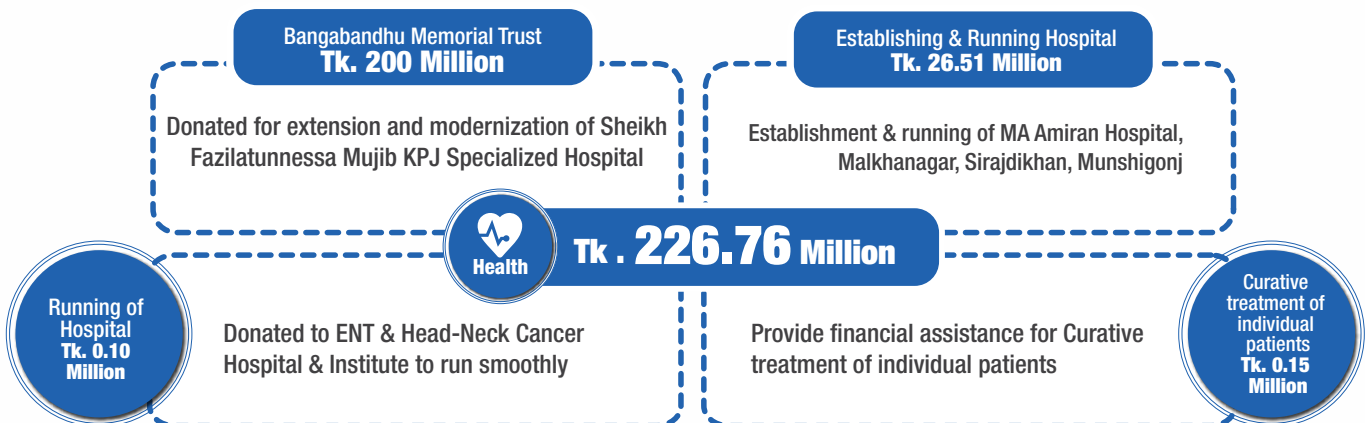 Bangabandhu Memorial Trust
Tk. 200 Million
Donated for extension and modernization of Sheikh
Fazilatunnessa Mujib KPJ Specialized Hospital
Establishing & Running Hospital
Tk. 26.51 Million
Establishment & running of MA Amiran Hospital,
Malkhanagar, Sirajdikhan, Munshigonj
Health
Tk . 226.76 Million
Running of
Hospital
Tk. 0.10
Million
Donated to ENT & Head-Neck Cancer
Hospital & Institute to run smoothly
Provide financial assistance for Curative
treatment of individual patients
Curative
treatment of
individual
patients
Tk. 0.15
Million